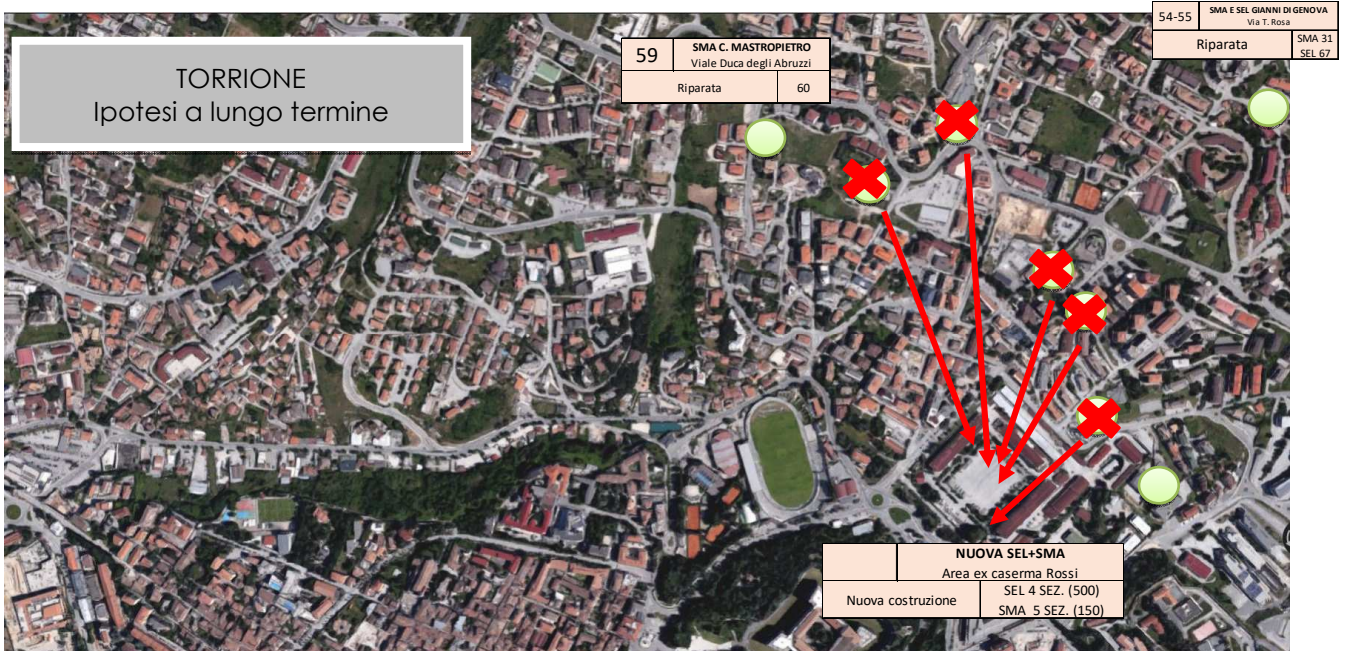 TORRIONE
Ipotesi a lungo termine
59
SMA C. MASTROPIETRO
Viale Duca degli Abruzzi
Riparata
60
54-55
SMA E SEL GIANNI DI GENOVA
Via T. Rosa
Riparata
SMA 31
SEL 67
NUOVA SEL+SMA
Area ex caserma Rossi
Nuova costruzione
SEL 4 SEZ. (500)
SMA 5 SEZ. (150)